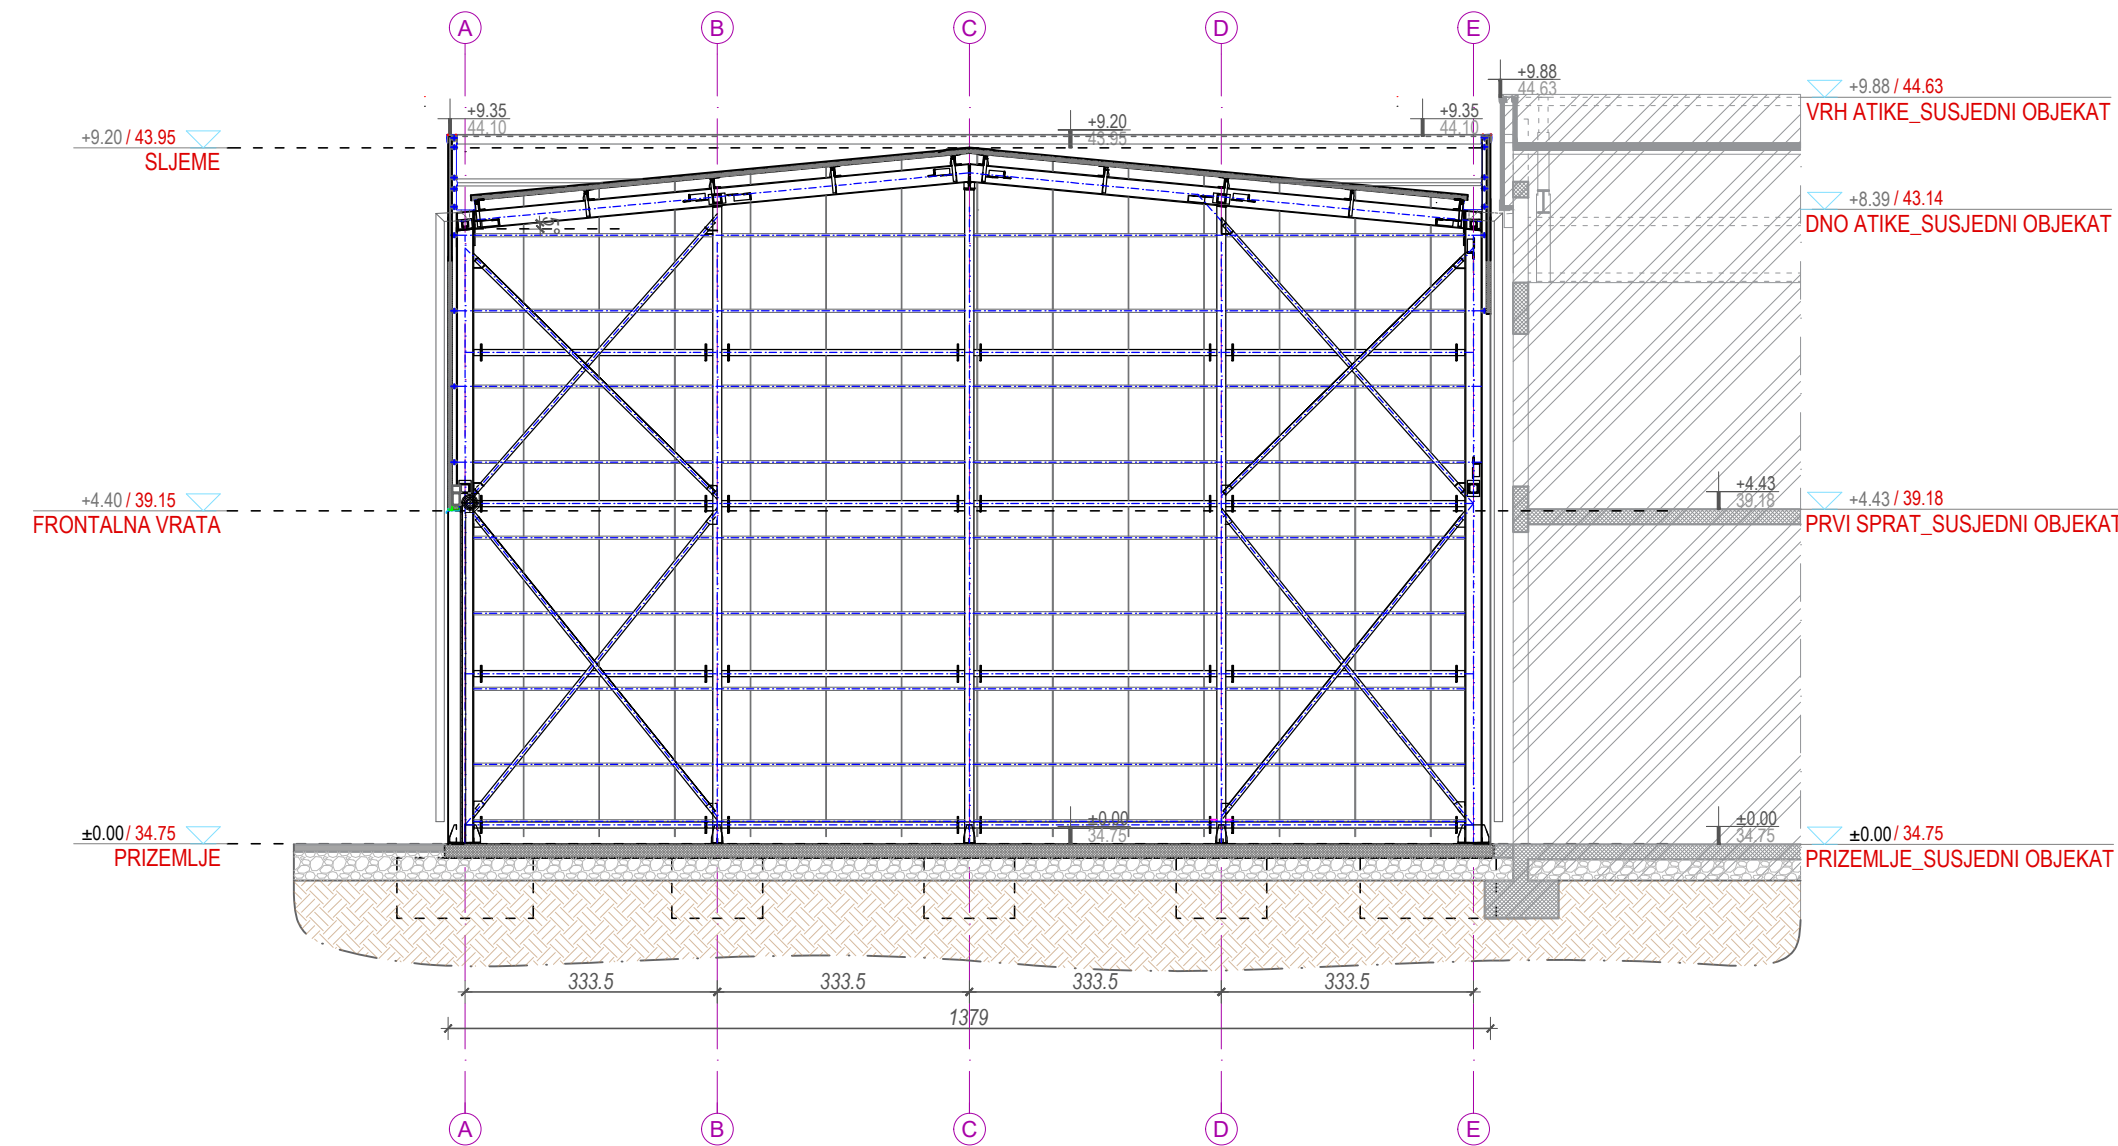 A B C D E
+9.88
44.63
+9.88 / 44.63
VRH ATIKE_SUSJEDNI OBJEKAT
+9.35
44.10
+9.20
43.95
+9.35
44.10
+9.20 / 43.95
SLJEME
+8.39 / 43.14
DNO ATIKE_SUSJEDNI OBJEKAT
+4.40 / 39.15
FRONTALNA VRATA
+4.43
39.18
+4.43 / 39.18
PRVI SPRAT_SUSJEDNI OBJEKAT
±0.00 / 34.75
PRIZEMLJE
±0.00
34.75
±0.00
34.75
±0.00 / 34.75
PRIZEMLJE_SUSJEDNI OBJEKAT
333.5 333.5 333.5 333.5
1379
A B C D E